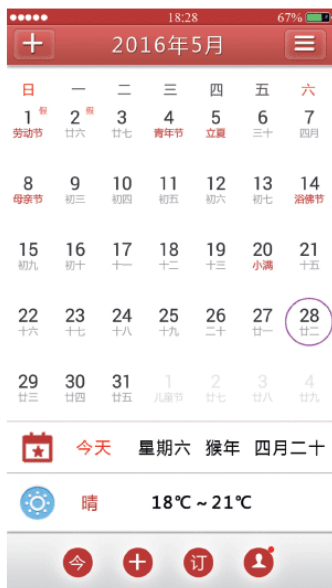 18:28 67%
2016年5月
日 一 二 三 四 五 六
1 假 2 假 3 4 5 6 7
劳动节 廿六 廿七 青年节 立夏 三十 四月
8 9 10 11 12 13 14
母亲节 初三 初四 初五 初六 初七 浴佛节
15 16 17 18 19 20 21
初九 初十 十一 十二 十三 小满 十五
22 23 24 25 26 27 28
十六 十七 十八 十九 二十 廿一 廿二
29 30 31 1 2 3 4
廿三 廿四 廿五 儿童节 廿七 廿八 廿九
今天 星期六 猴年 四月二十
晴 18℃~21℃
今 订